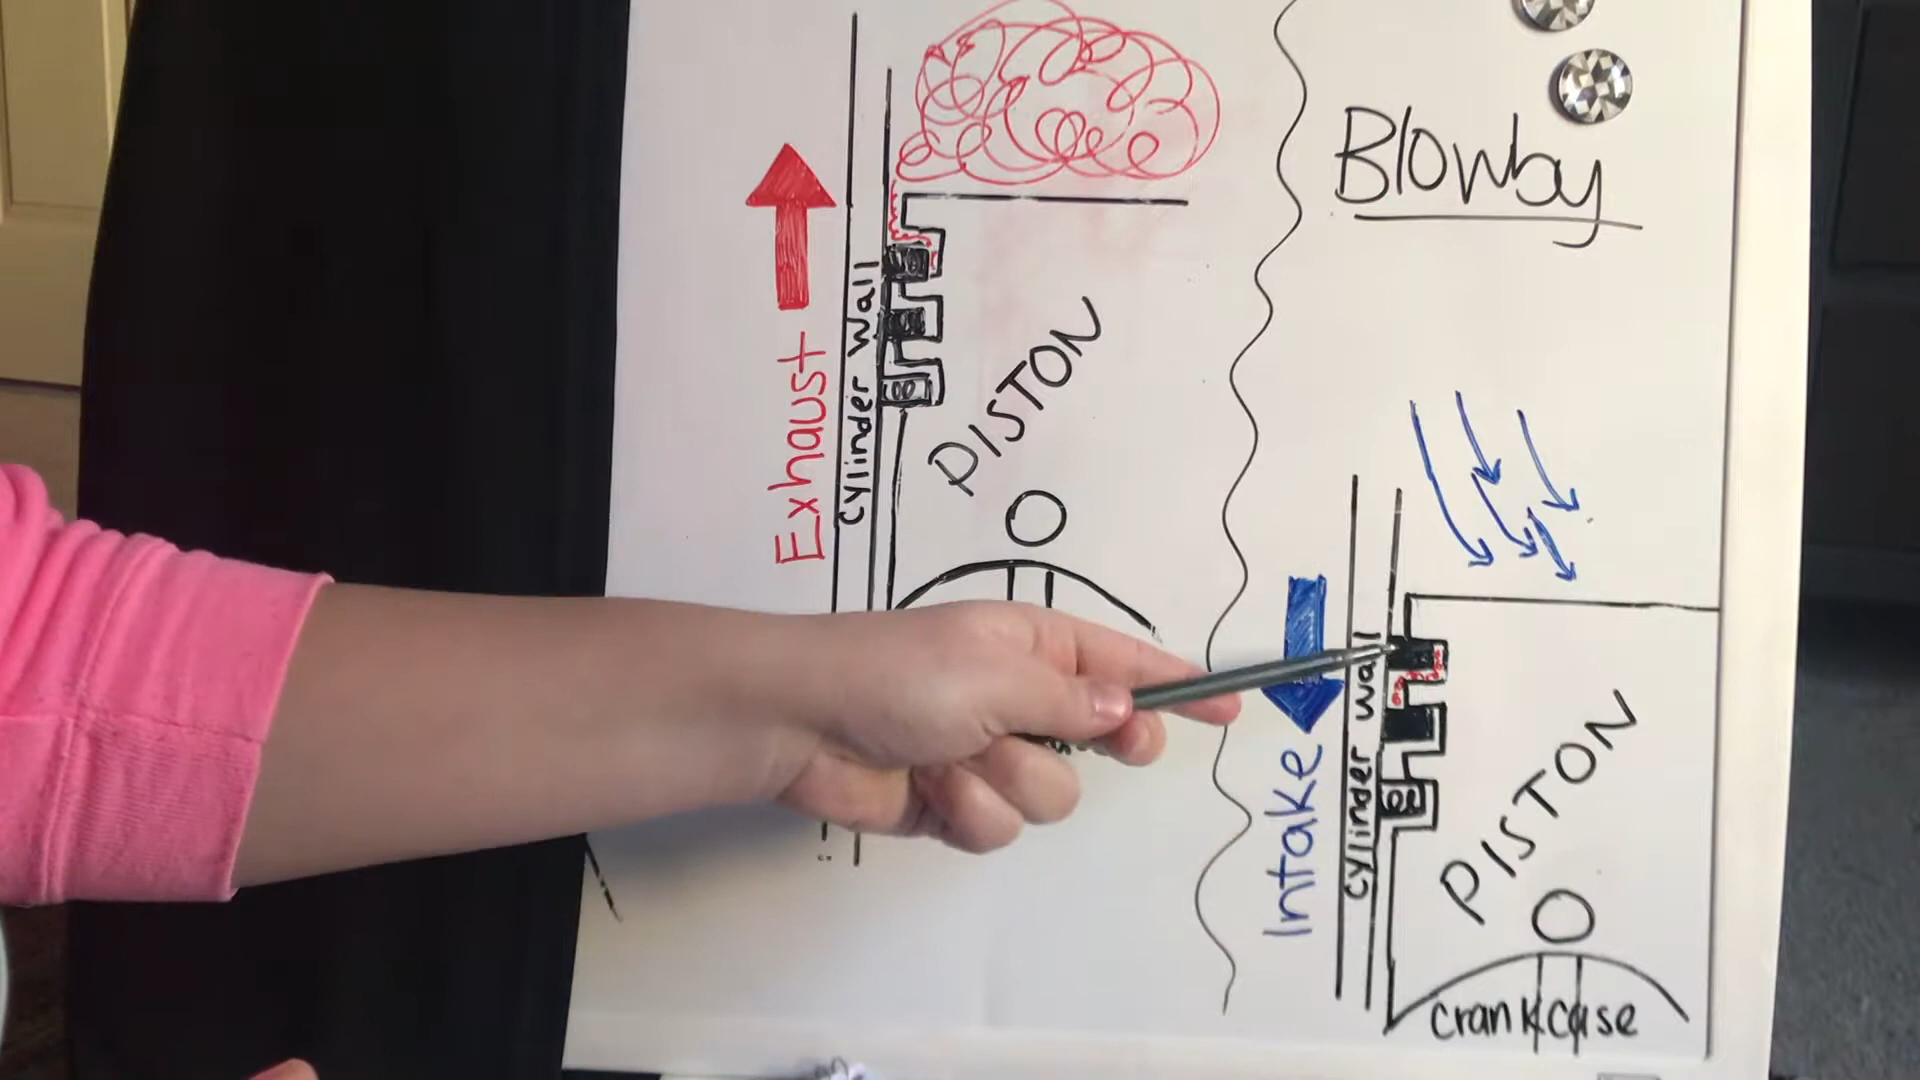 Blowby
Exhaust
Cylinder Wall
PISTON
Intake
Cylinder Wall
PISTON
crankcase